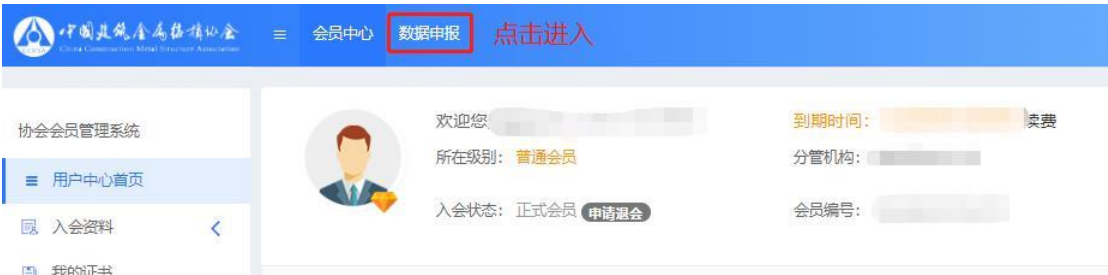 中国建筑金属结构协会
China Construction Metal Structure Association
会员中心
数据申报
点击进入
协会会员管理系统
用户中心首页
入会资料
我的证书
欢迎您
到期时间：
续费
所在级别：普通会员
分管机构：
入会状态：正式会员 申请退会
会员编号：